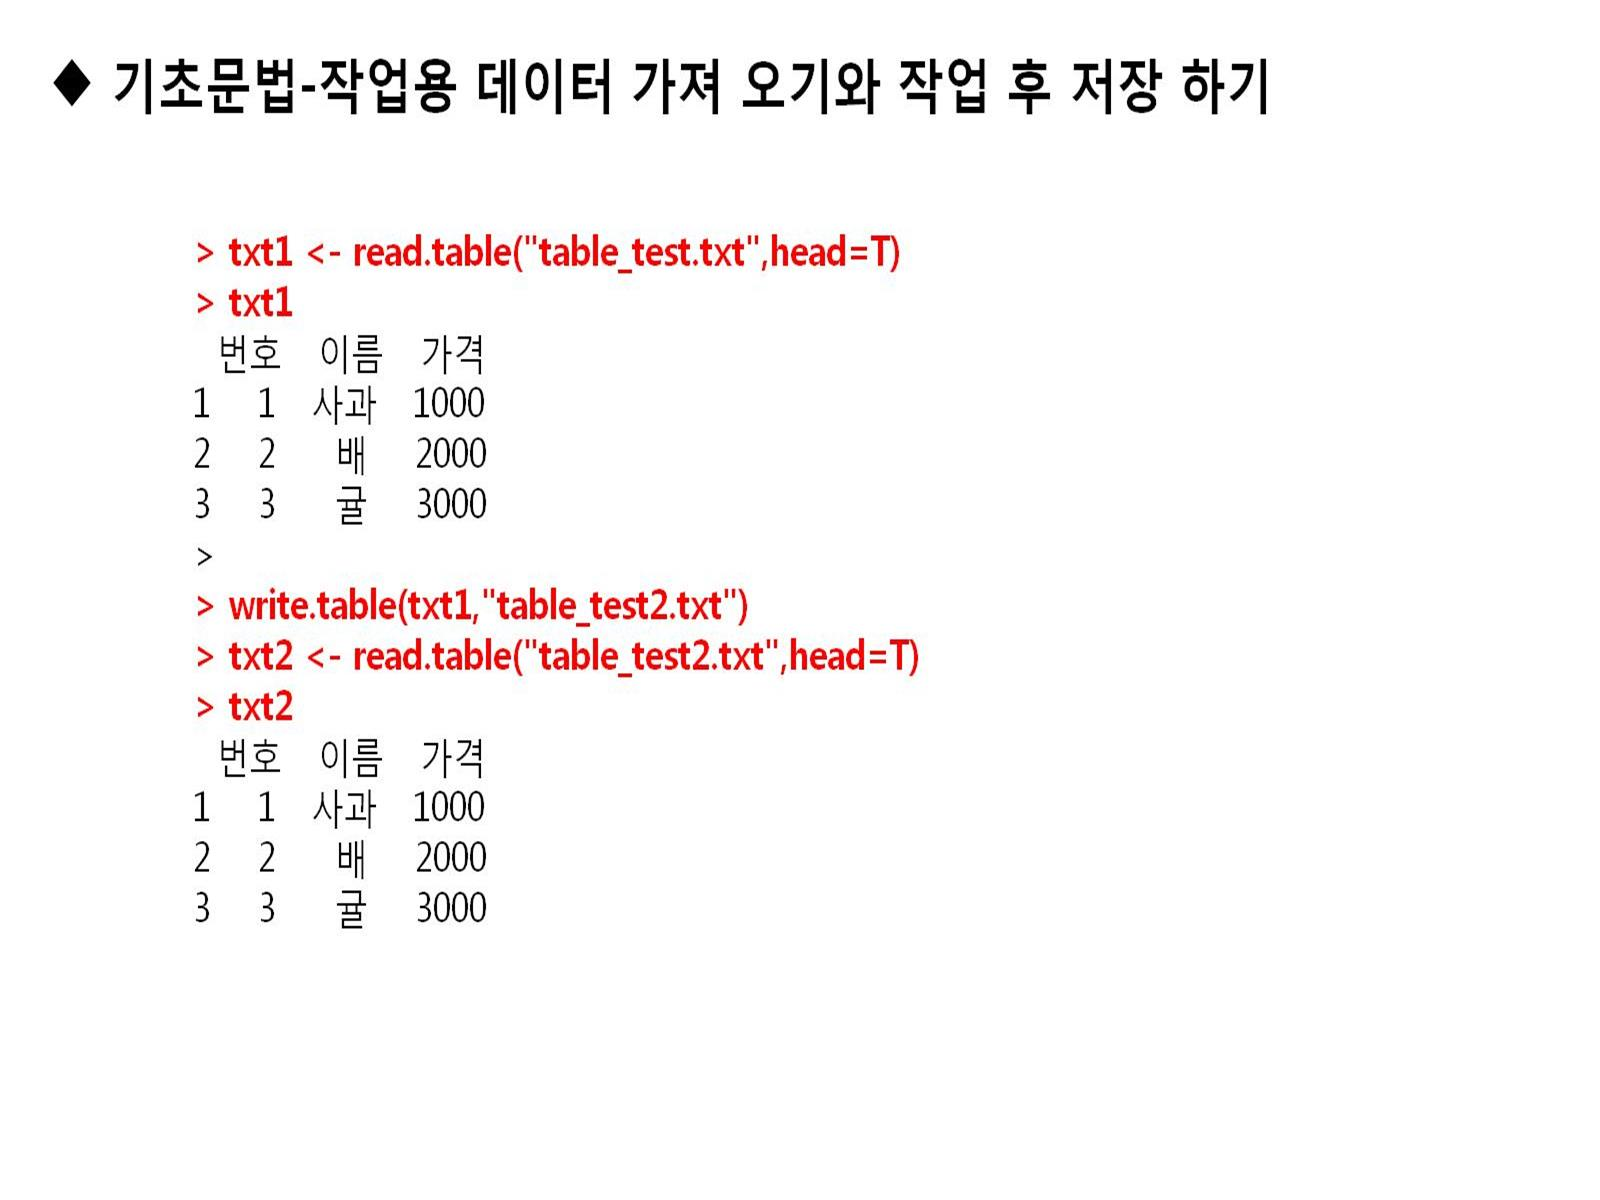 ◆ 기초문법-작업용 데이터 가져 오기와 작업 후 저장 하기
> txt1 <- read.table("table_test.txt",head=T)
> txt1
번호 이름 가격
1 1 사과 1000
2 2 배 2000
3 3 귤 3000
>
> write.table(txt1,"table_test2.txt")
> txt2 <- read.table("table_test2.txt",head=T)
> txt2
번호 이름 가격
1 1 사과 1000
2 2 배 2000
3 3 귤 3000